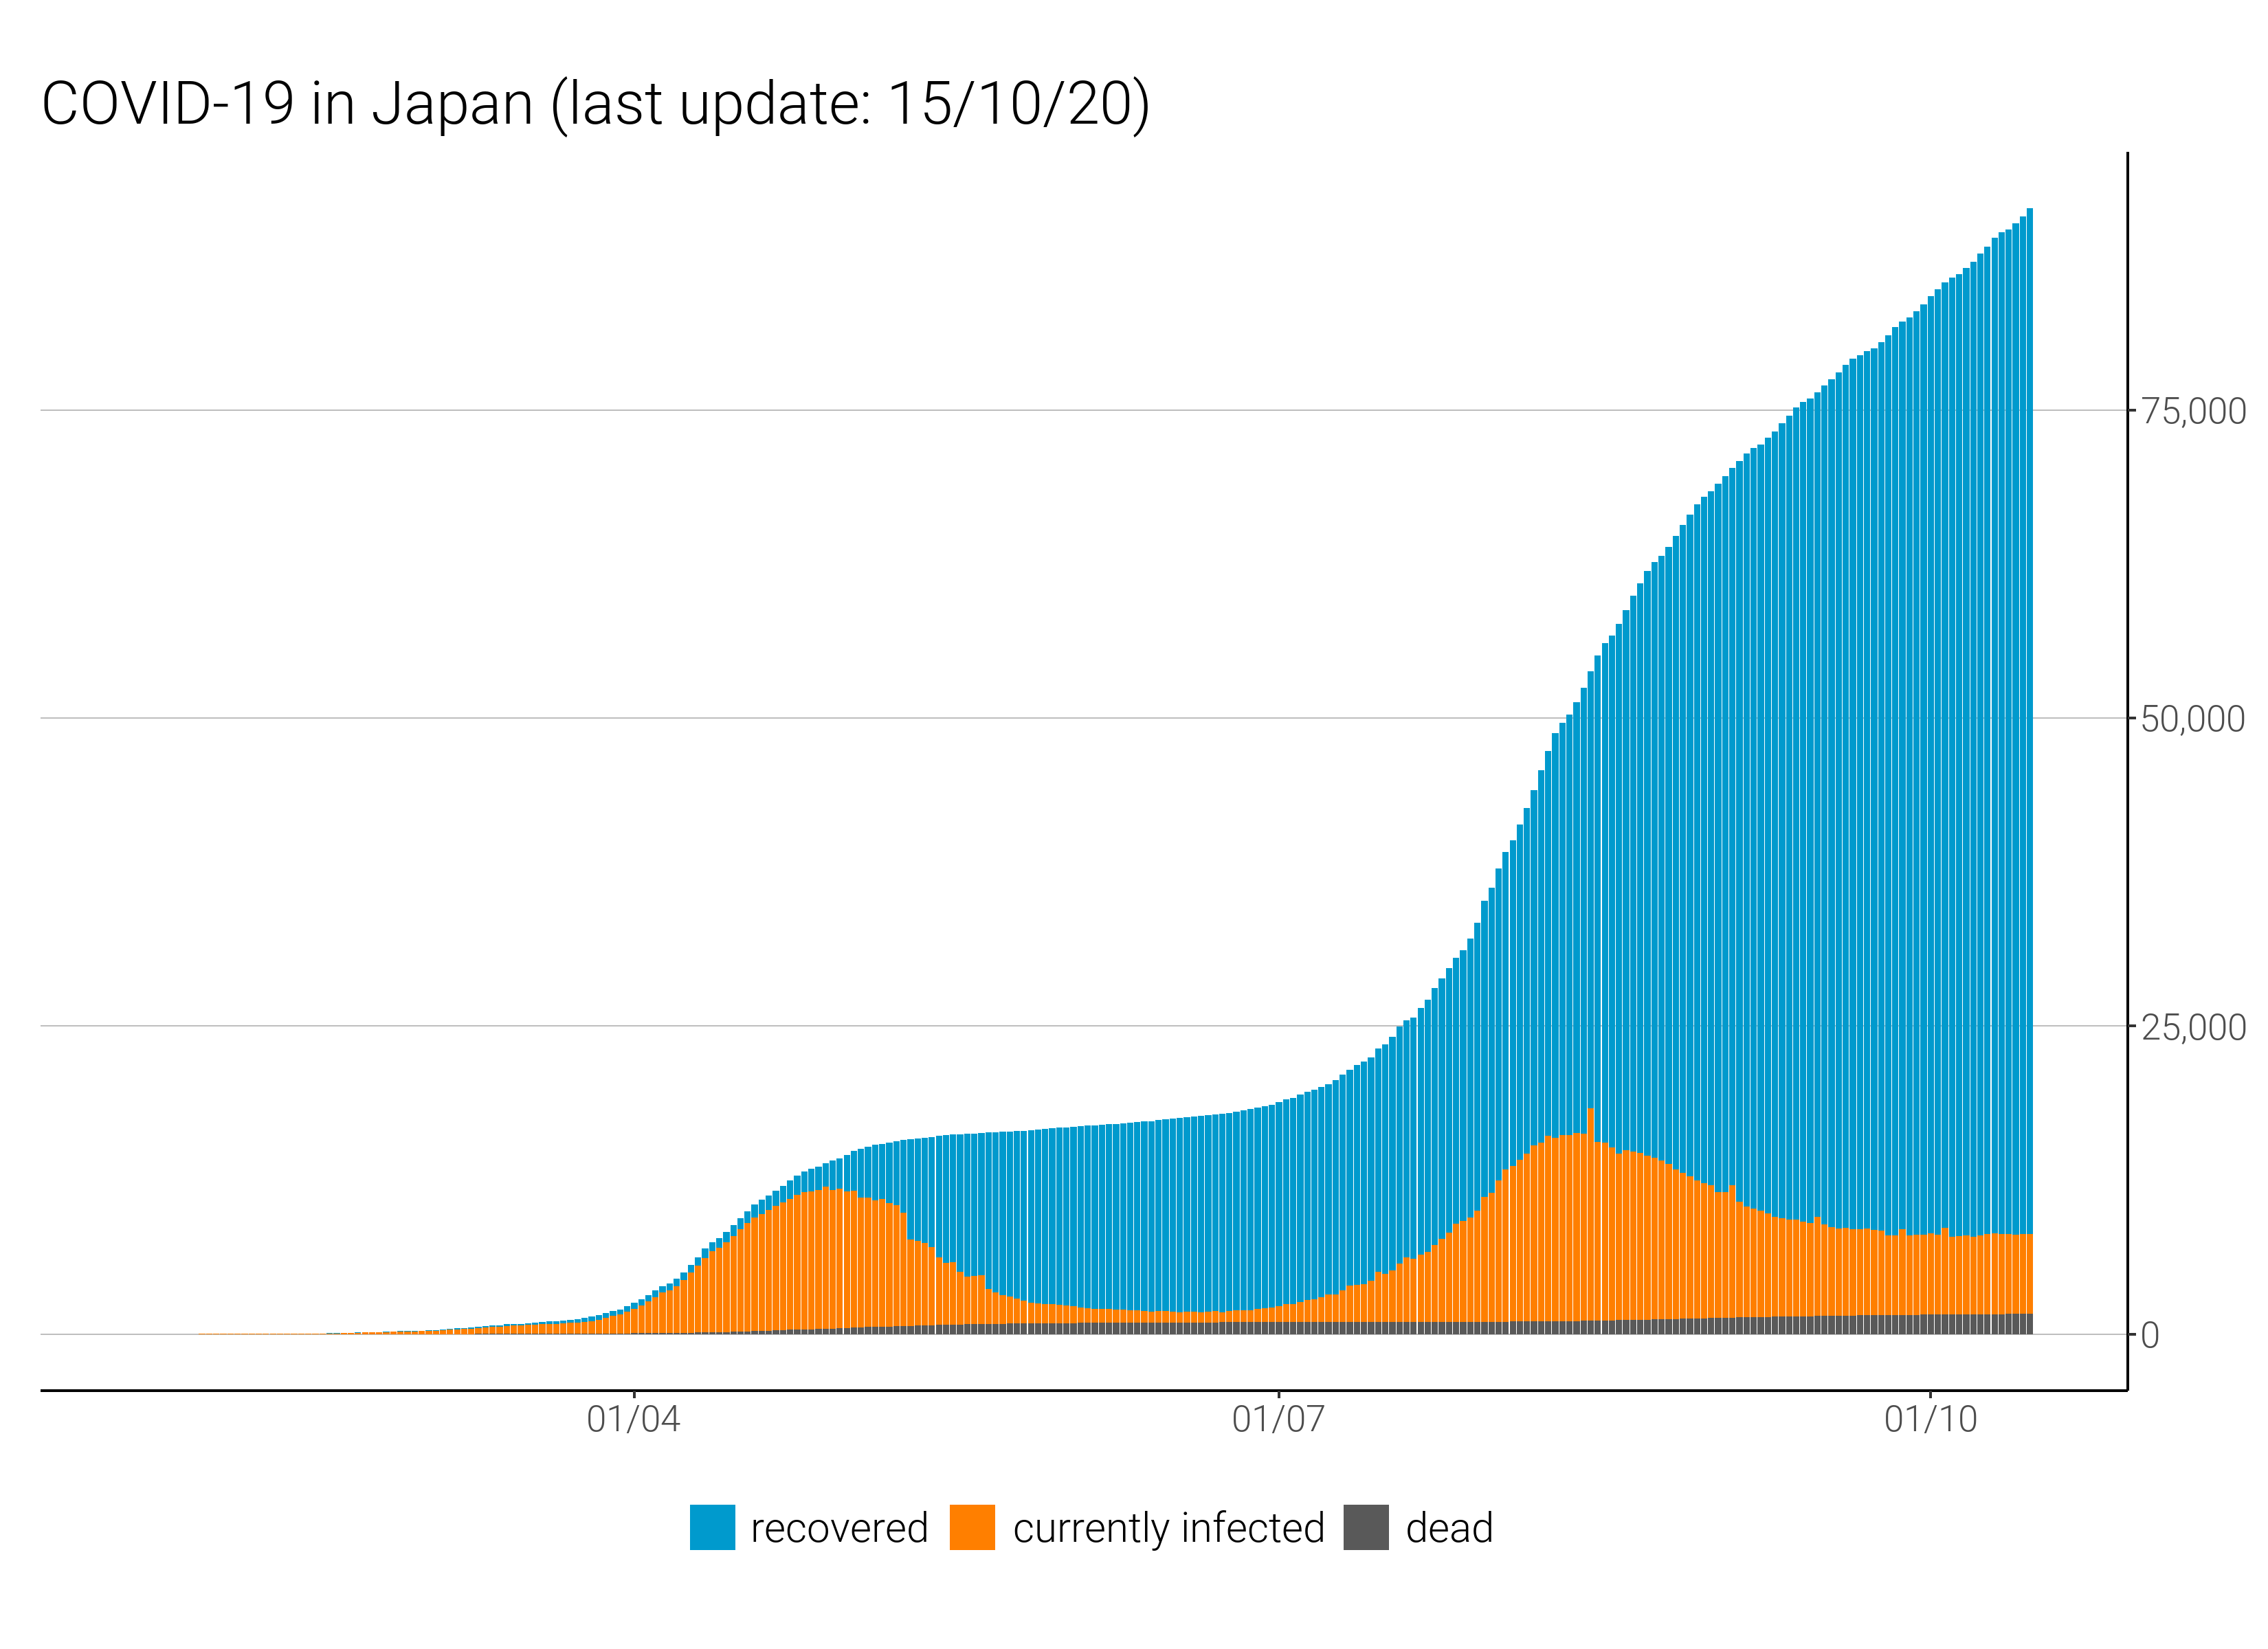 COVID-19 in Japan (last update: 15/10/20)
75,000
50,000
25,000
0
01/04 01/07 01/10
recovered currently infected dead